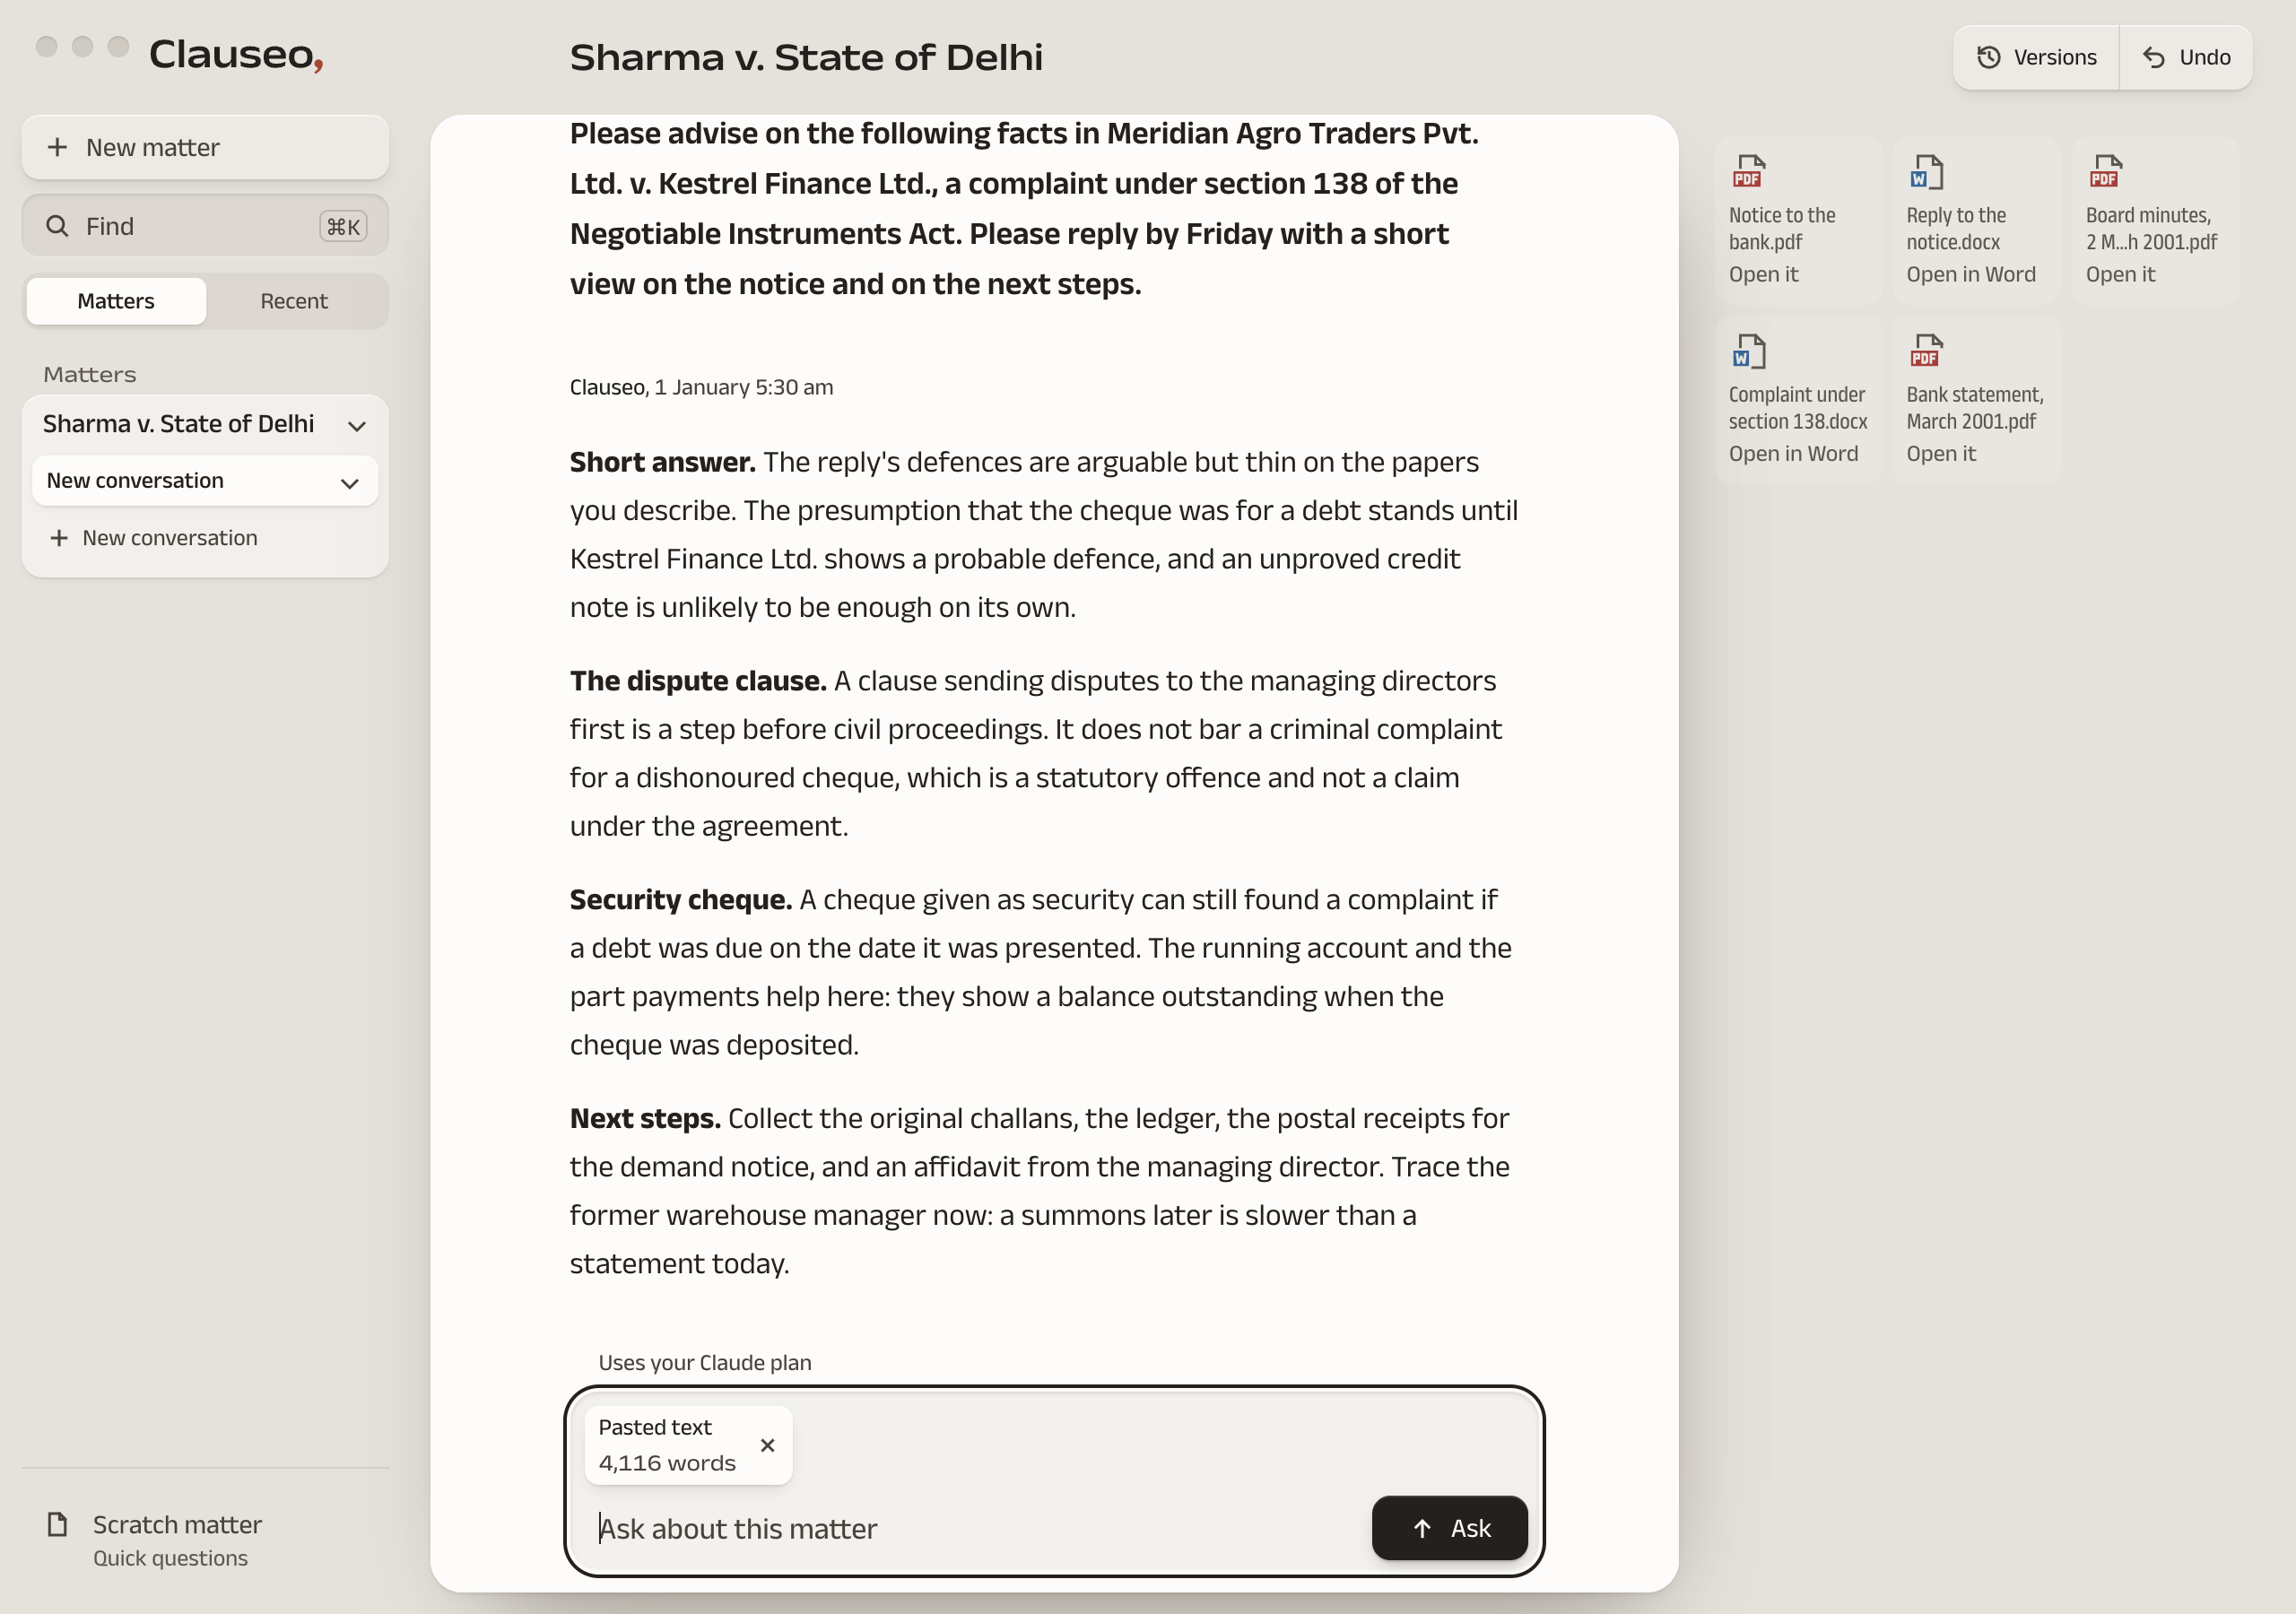 Clauseo,
Sharma v. State of Delhi
Versions
Undo
New matter
Find
⌘K
Matters
Recent
Matters
Sharma v. State of Delhi
New conversation
New conversation
Scratch matter
Quick questions
Please advise on the following facts in Meridian Agro Traders Pvt.
Ltd. v. Kestrel Finance Ltd., a complaint under section 138 of the
Negotiable Instruments Act. Please reply by Friday with a short
view on the notice and on the next steps.
Clauseo, 1 January 5:30 am
Short answer. The reply's defences are arguable but thin on the papers
you describe. The presumption that the cheque was for a debt stands until
Kestrel Finance Ltd. shows a probable defence, and an unproved credit
note is unlikely to be enough on its own.
The dispute clause. A clause sending disputes to the managing directors
first is a step before civil proceedings. It does not bar a criminal complaint
for a dishonoured cheque, which is a statutory offence and not a claim
under the agreement.
Security cheque. A cheque given as security can still found a complaint if
a debt was due on the date it was presented. The running account and the
part payments help here: they show a balance outstanding when the
cheque was deposited.
Next steps. Collect the original challans, the ledger, the postal receipts for
the demand notice, and an affidavit from the managing director. Trace the
former warehouse manager now: a summons later is slower than a
statement today.
Uses your Claude plan
Pasted text
4,116 words
Ask about this matter
Ask
PDF
Notice to the
bank.pdf
Open it
W
Reply to the
notice.docx
Open in Word
PDF
Board minutes,
2 M...h 2001.pdf
Open it
W
Complaint under
section 138.docx
Open in Word
PDF
Bank statement,
March 2001.pdf
Open it